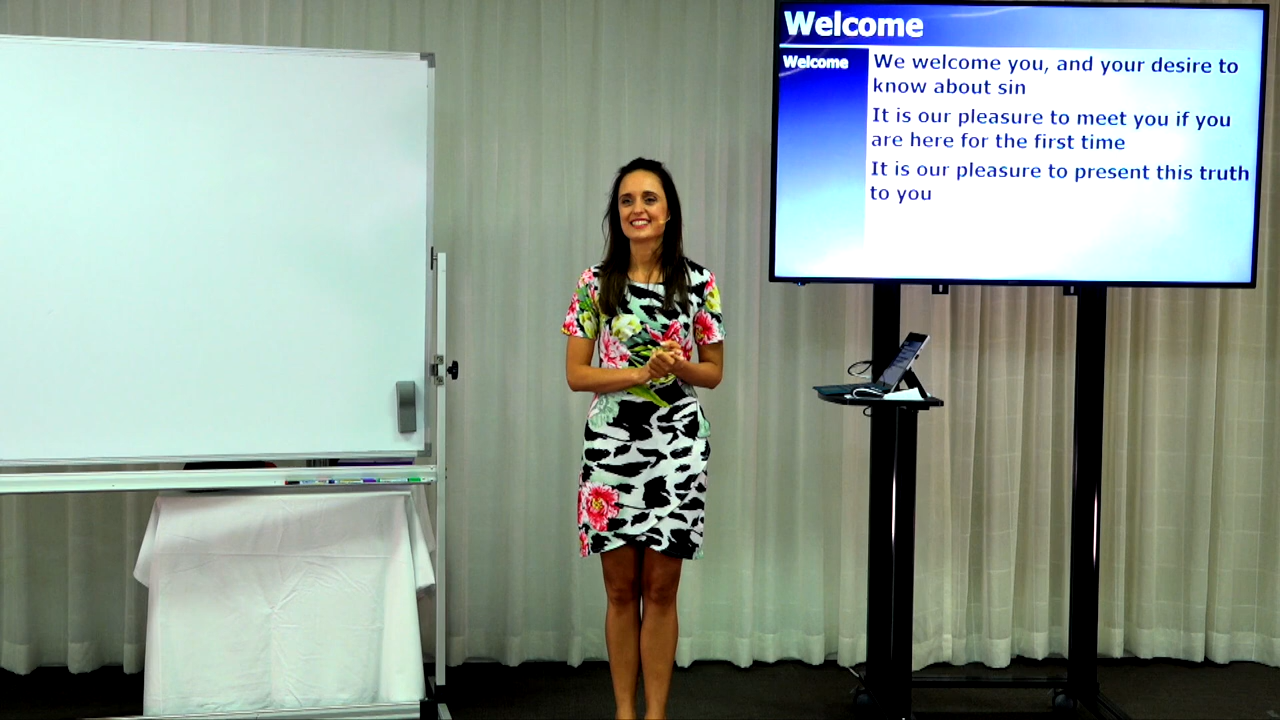 Welcome
Welcome
We welcome you, and your desire to
know about sin
It is our pleasure to meet you if you
are here for the first time
It is our pleasure to present this truth
to you